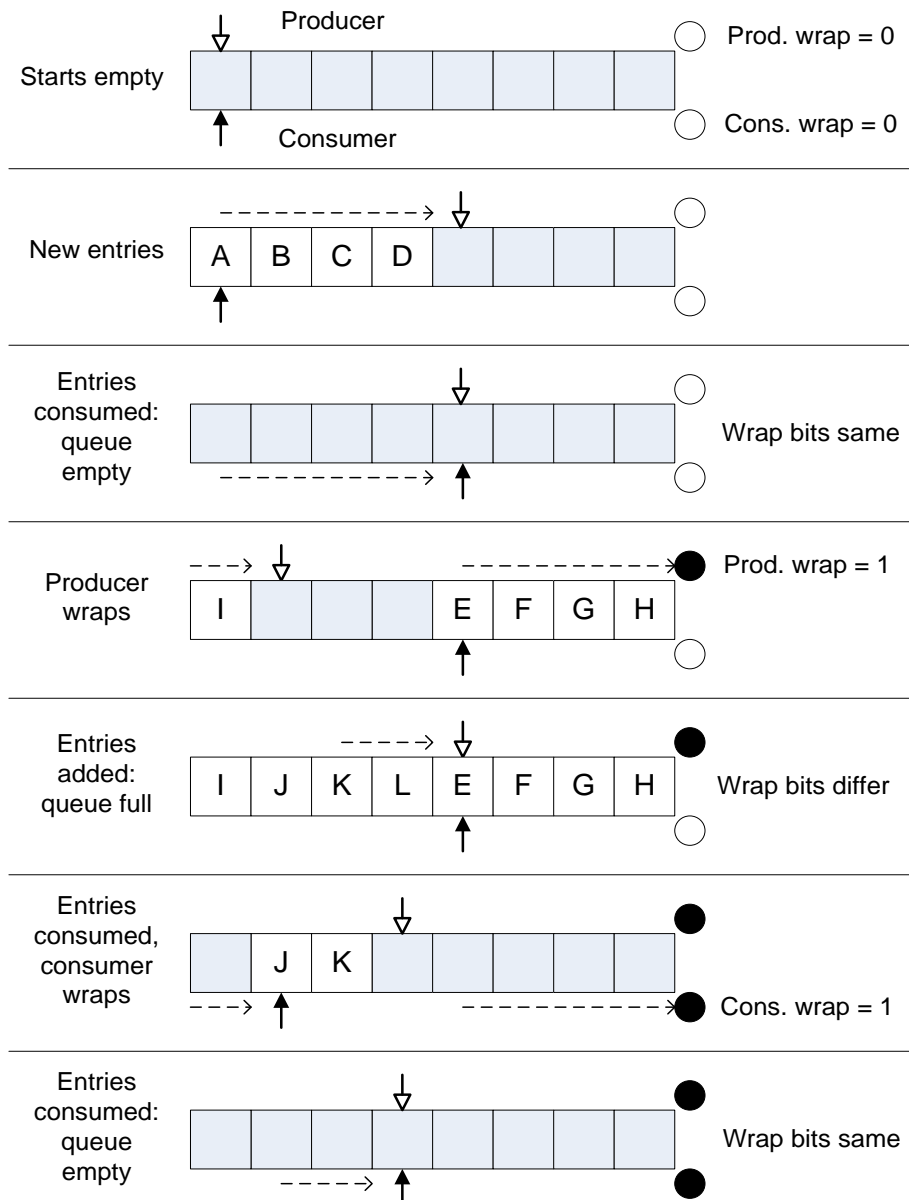 Producer
Prod. wrap = 0
Starts empty
Consumer
Cons. wrap = 0
New entries
A B C D
Entries
consumed:
queue
empty
Wrap bits same
Producer
wraps
Prod. wrap = 1
I E F G H
Entries
added:
queue full
I J K L E F G H
Wrap bits differ
Entries
consumed,
consumer
wraps
J K
Cons. wrap = 1
Entries
consumed:
queue
empty
Wrap bits same